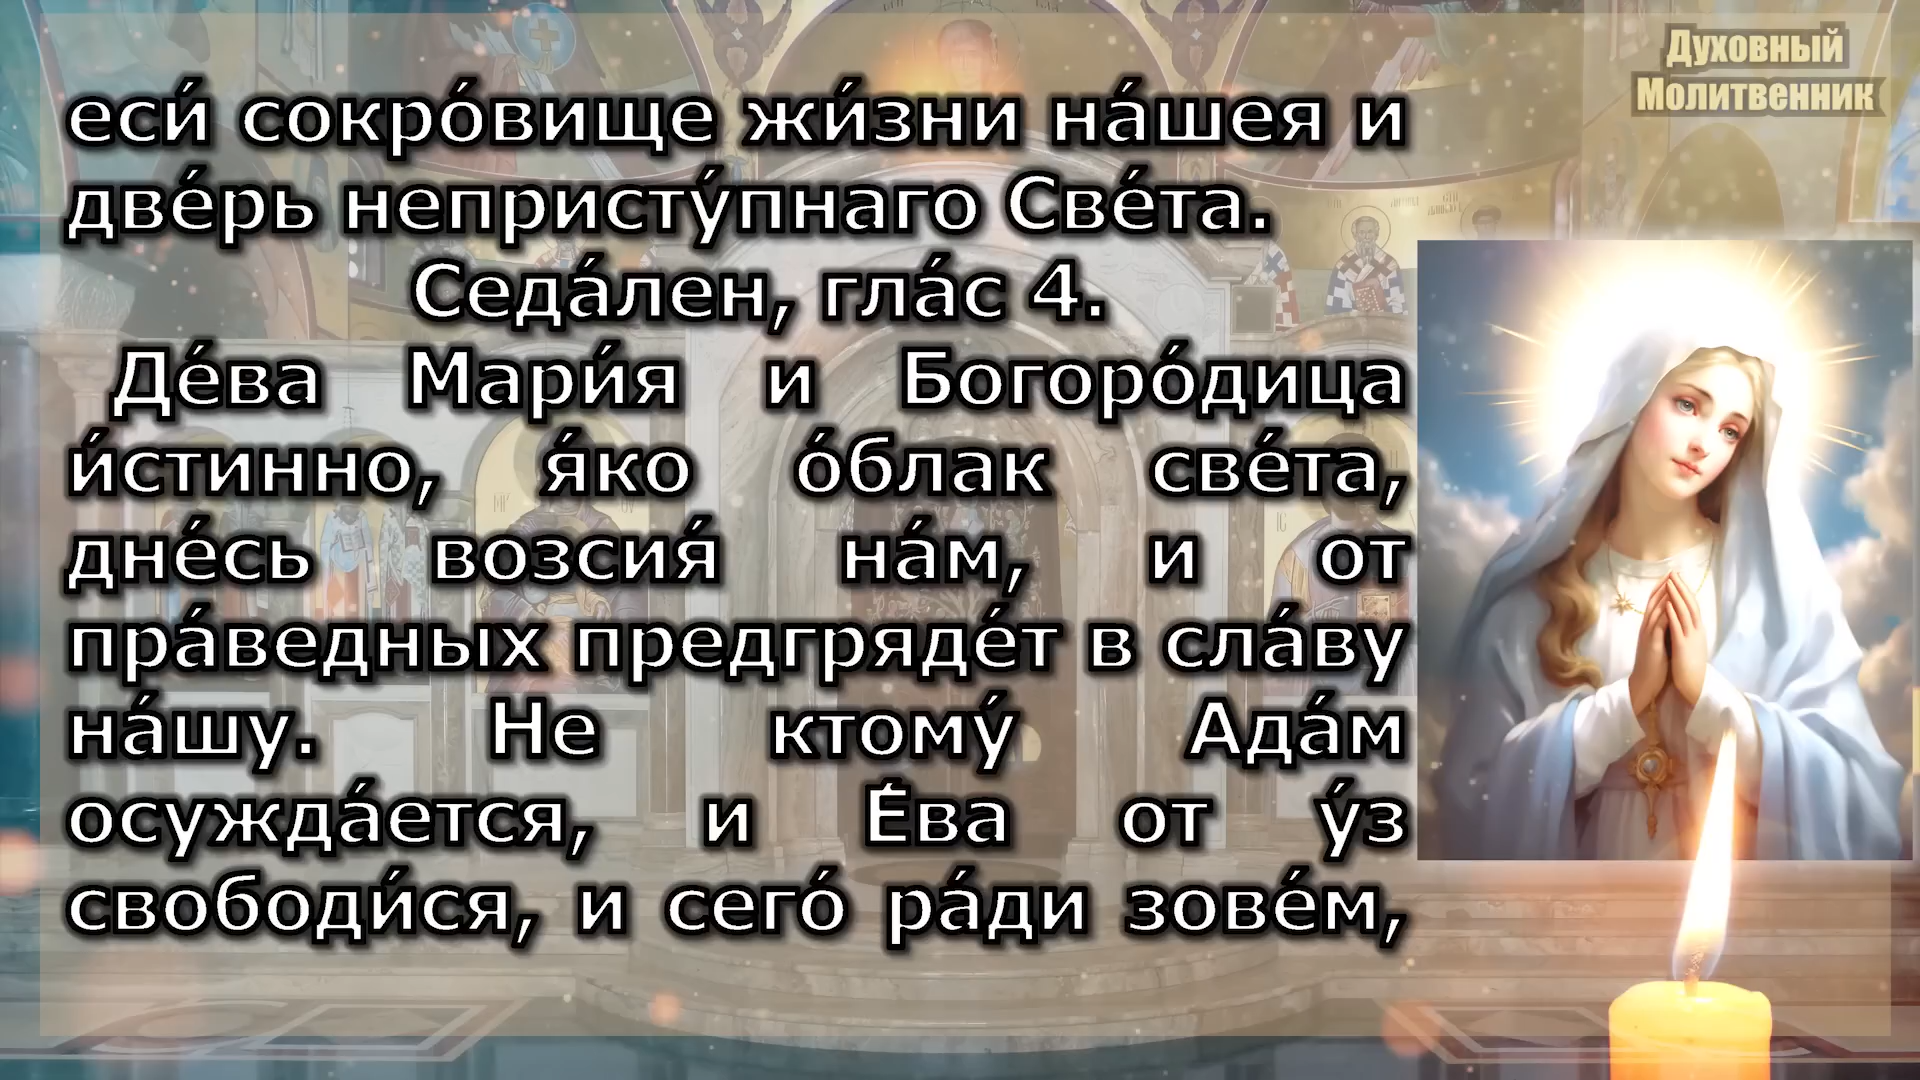 Духовный
Молитвенник
еси́ сокро́вище жи́зни на́шея и
две́рь непристу́пнаго Све́та.
Седа́лен, гла́с 4.
Де́ва Мари́я и Богоро́дица
и́стинно, я́ко о́блак све́та,
дне́сь возсия́ на́м, и от
пра́ведных предгряде́т в сла́ву
на́шу. Не ктому́ Ада́м
осужда́ется, и Е́ва от у́з
свободи́ся, и сего́ ра́ди зове́м,